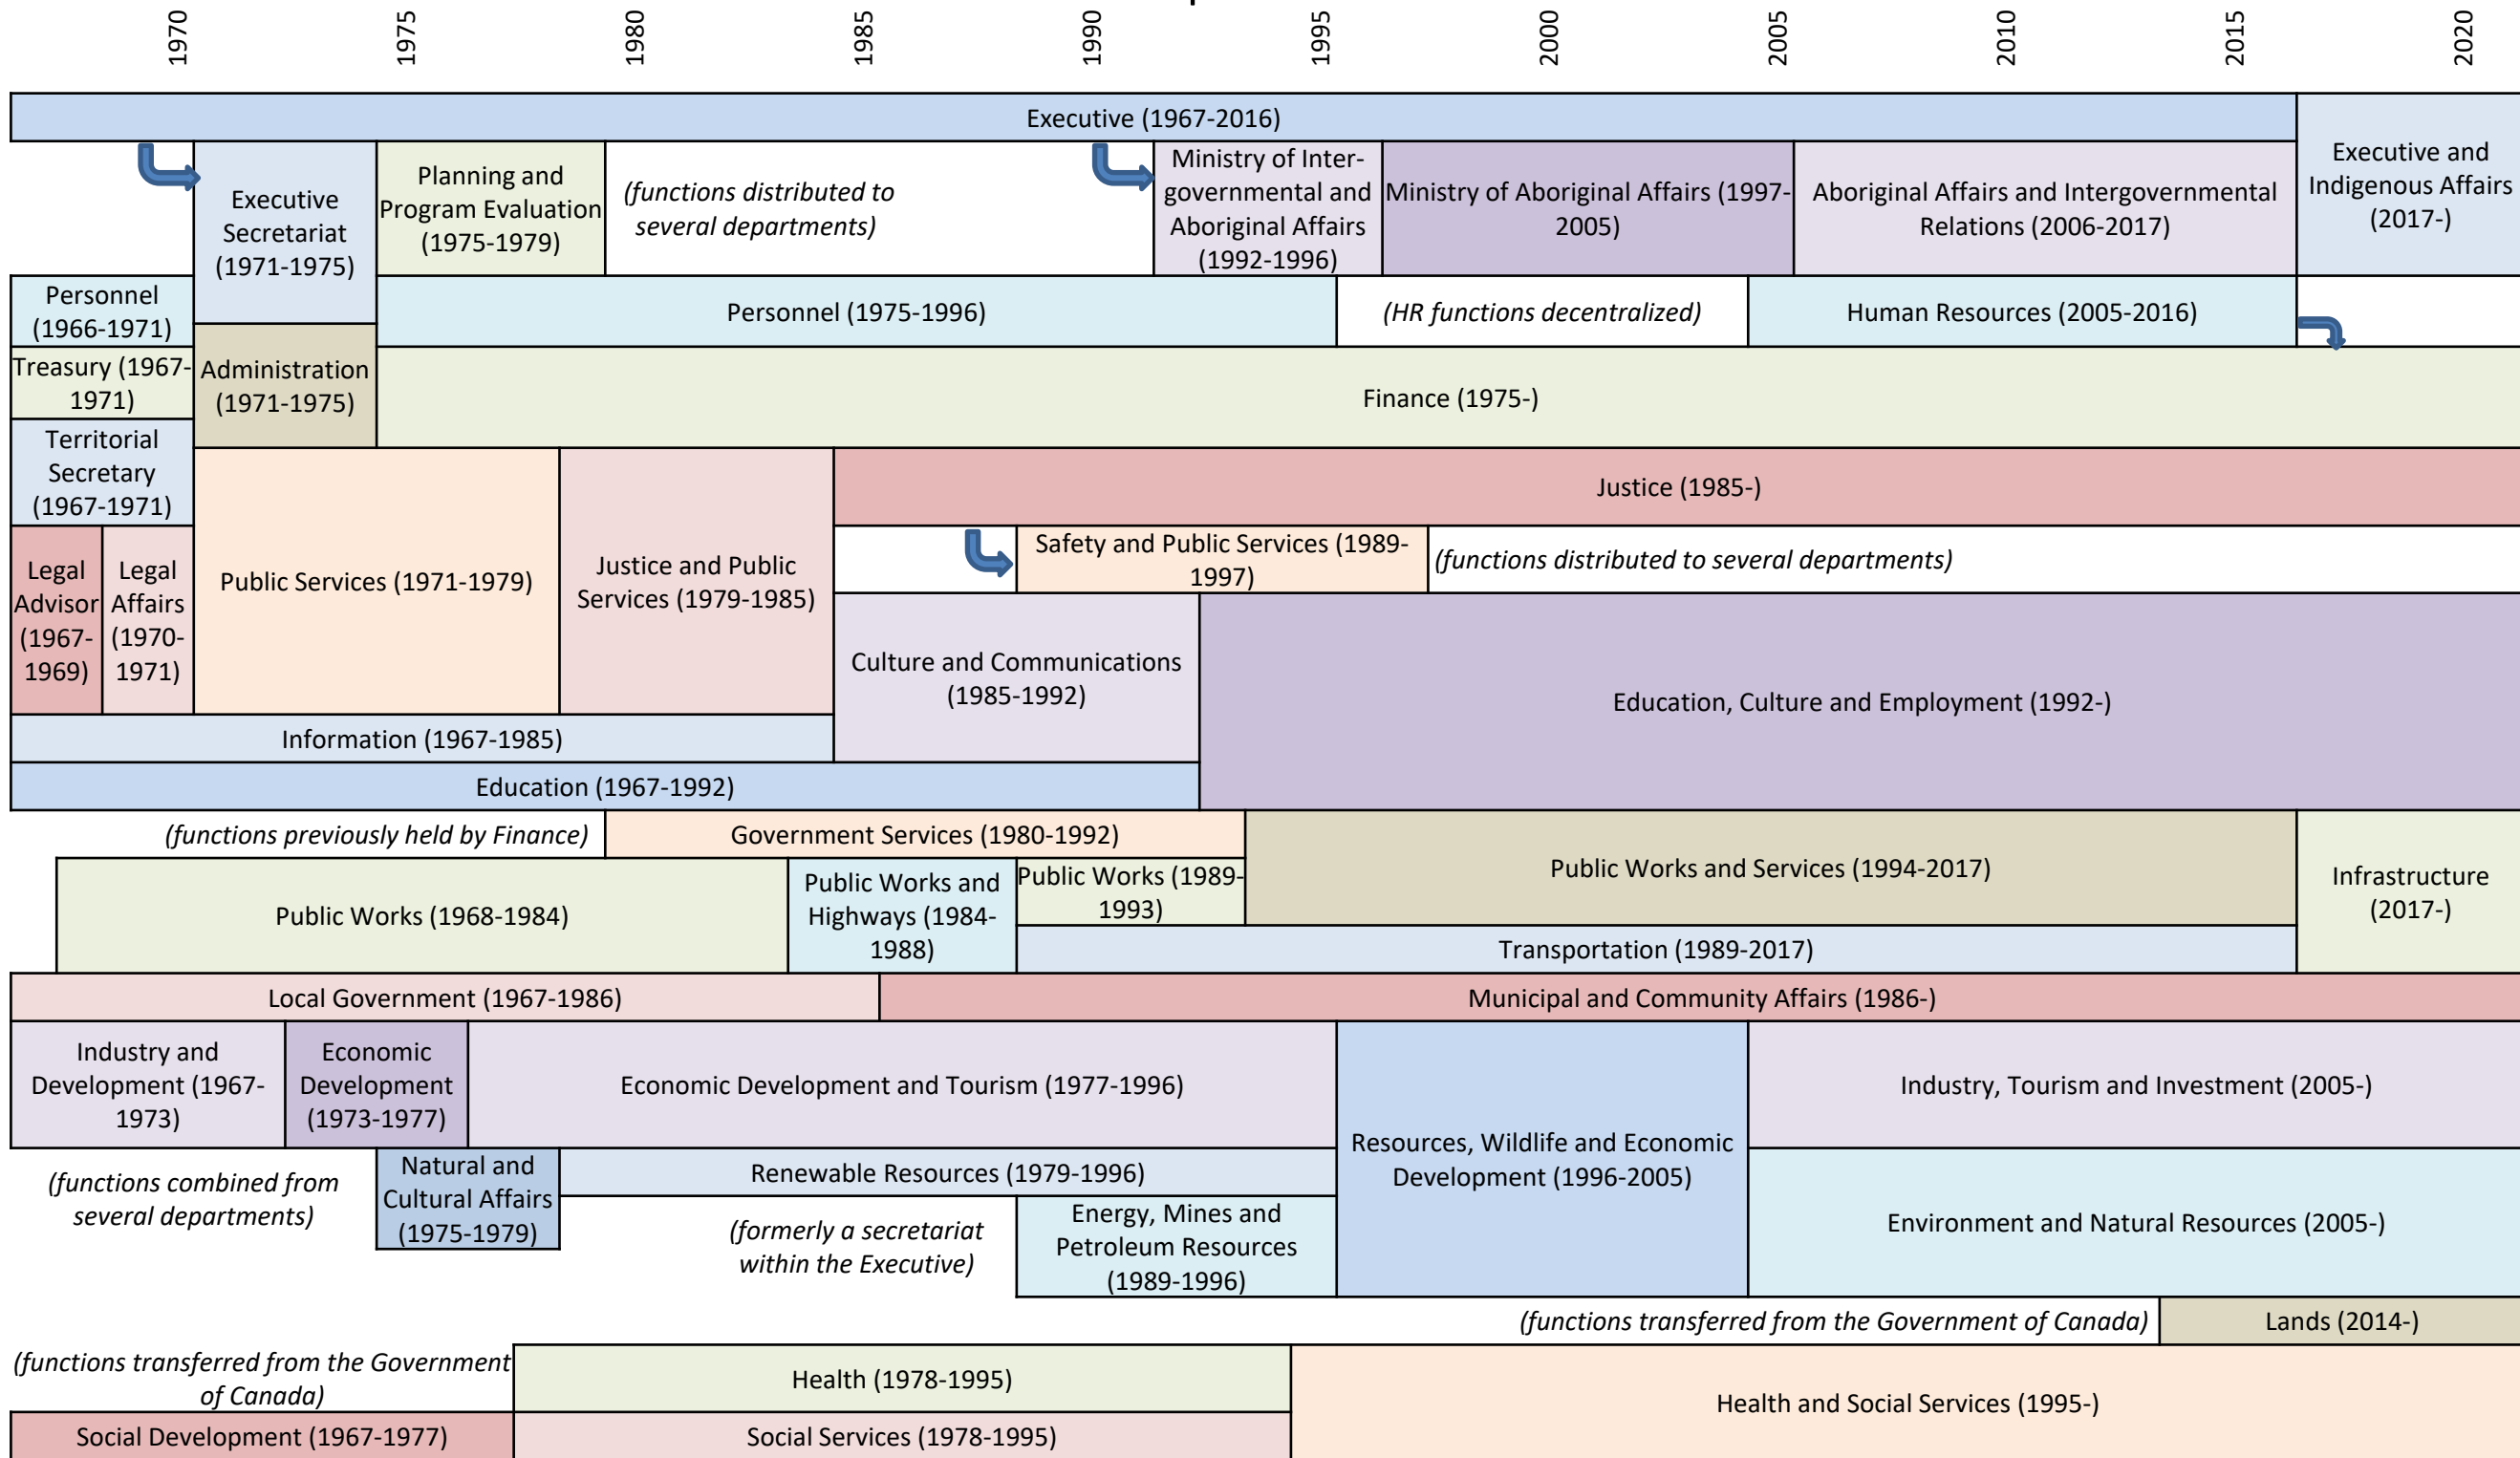 1970
1975
1980
1985
1990
1995
2000
2005
2010
2015
2020
Executive (1967-2016)
Executive and
Indigenous Affairs
(2017-)
Executive
Secretariat
(1971-1975)
Planning and
Program Evaluation
(1975-1979)
(functions distributed to
several departments)
Ministry of Inter-
governmental and
Aboriginal Affairs
(1992-1996)
Ministry of Aboriginal Affairs (1997-
2005)
Aboriginal Affairs and Intergovernmental
Relations (2006-2017)
Personnel
(1966-1971)
Personnel (1975-1996)
(HR functions decentralized)
Human Resources (2005-2016)
Treasury (1967-
1971)
Administration
(1971-1975)
Finance (1975-)
Territorial
Secretary
(1967-1971)
Justice (1985-)
Legal
Advisor
(1967-
1969)
Legal
Affairs
(1970-
1971)
Public Services (1971-1979)
Justice and Public
Services (1979-1985)
Safety and Public Services (1989-
1997)
(functions distributed to several departments)
Culture and Communications
(1985-1992)
Education, Culture and Employment (1992-)
Information (1967-1985)
Education (1967-1992)
(functions previously held by Finance)
Government Services (1980-1992)
Public Works and Services (1994-2017)
Infrastructure
(2017-)
Public Works (1968-1984)
Public Works and
Highways (1984-
1988)
Public Works (1989-
1993)
Transportation (1989-2017)
Local Government (1967-1986)
Municipal and Community Affairs (1986-)
Industry and
Development (1967-
1973)
Economic
Development
(1973-1977)
Economic Development and Tourism (1977-1996)
Resources, Wildlife and Economic
Development (1996-2005)
Industry, Tourism and Investment (2005-)
(functions combined from
several departments)
Natural and
Cultural Affairs
(1975-1979)
Renewable Resources (1979-1996)
(formerly a secretariat
within the Executive)
Energy, Mines and
Petroleum Resources
(1989-1996)
Environment and Natural Resources (2005-)
(functions transferred from the Government of Canada)
Lands (2014-)
(functions transferred from the Government
of Canada)
Health (1978-1995)
Health and Social Services (1995-)
Social Development (1967-1977)
Social Services (1978-1995)